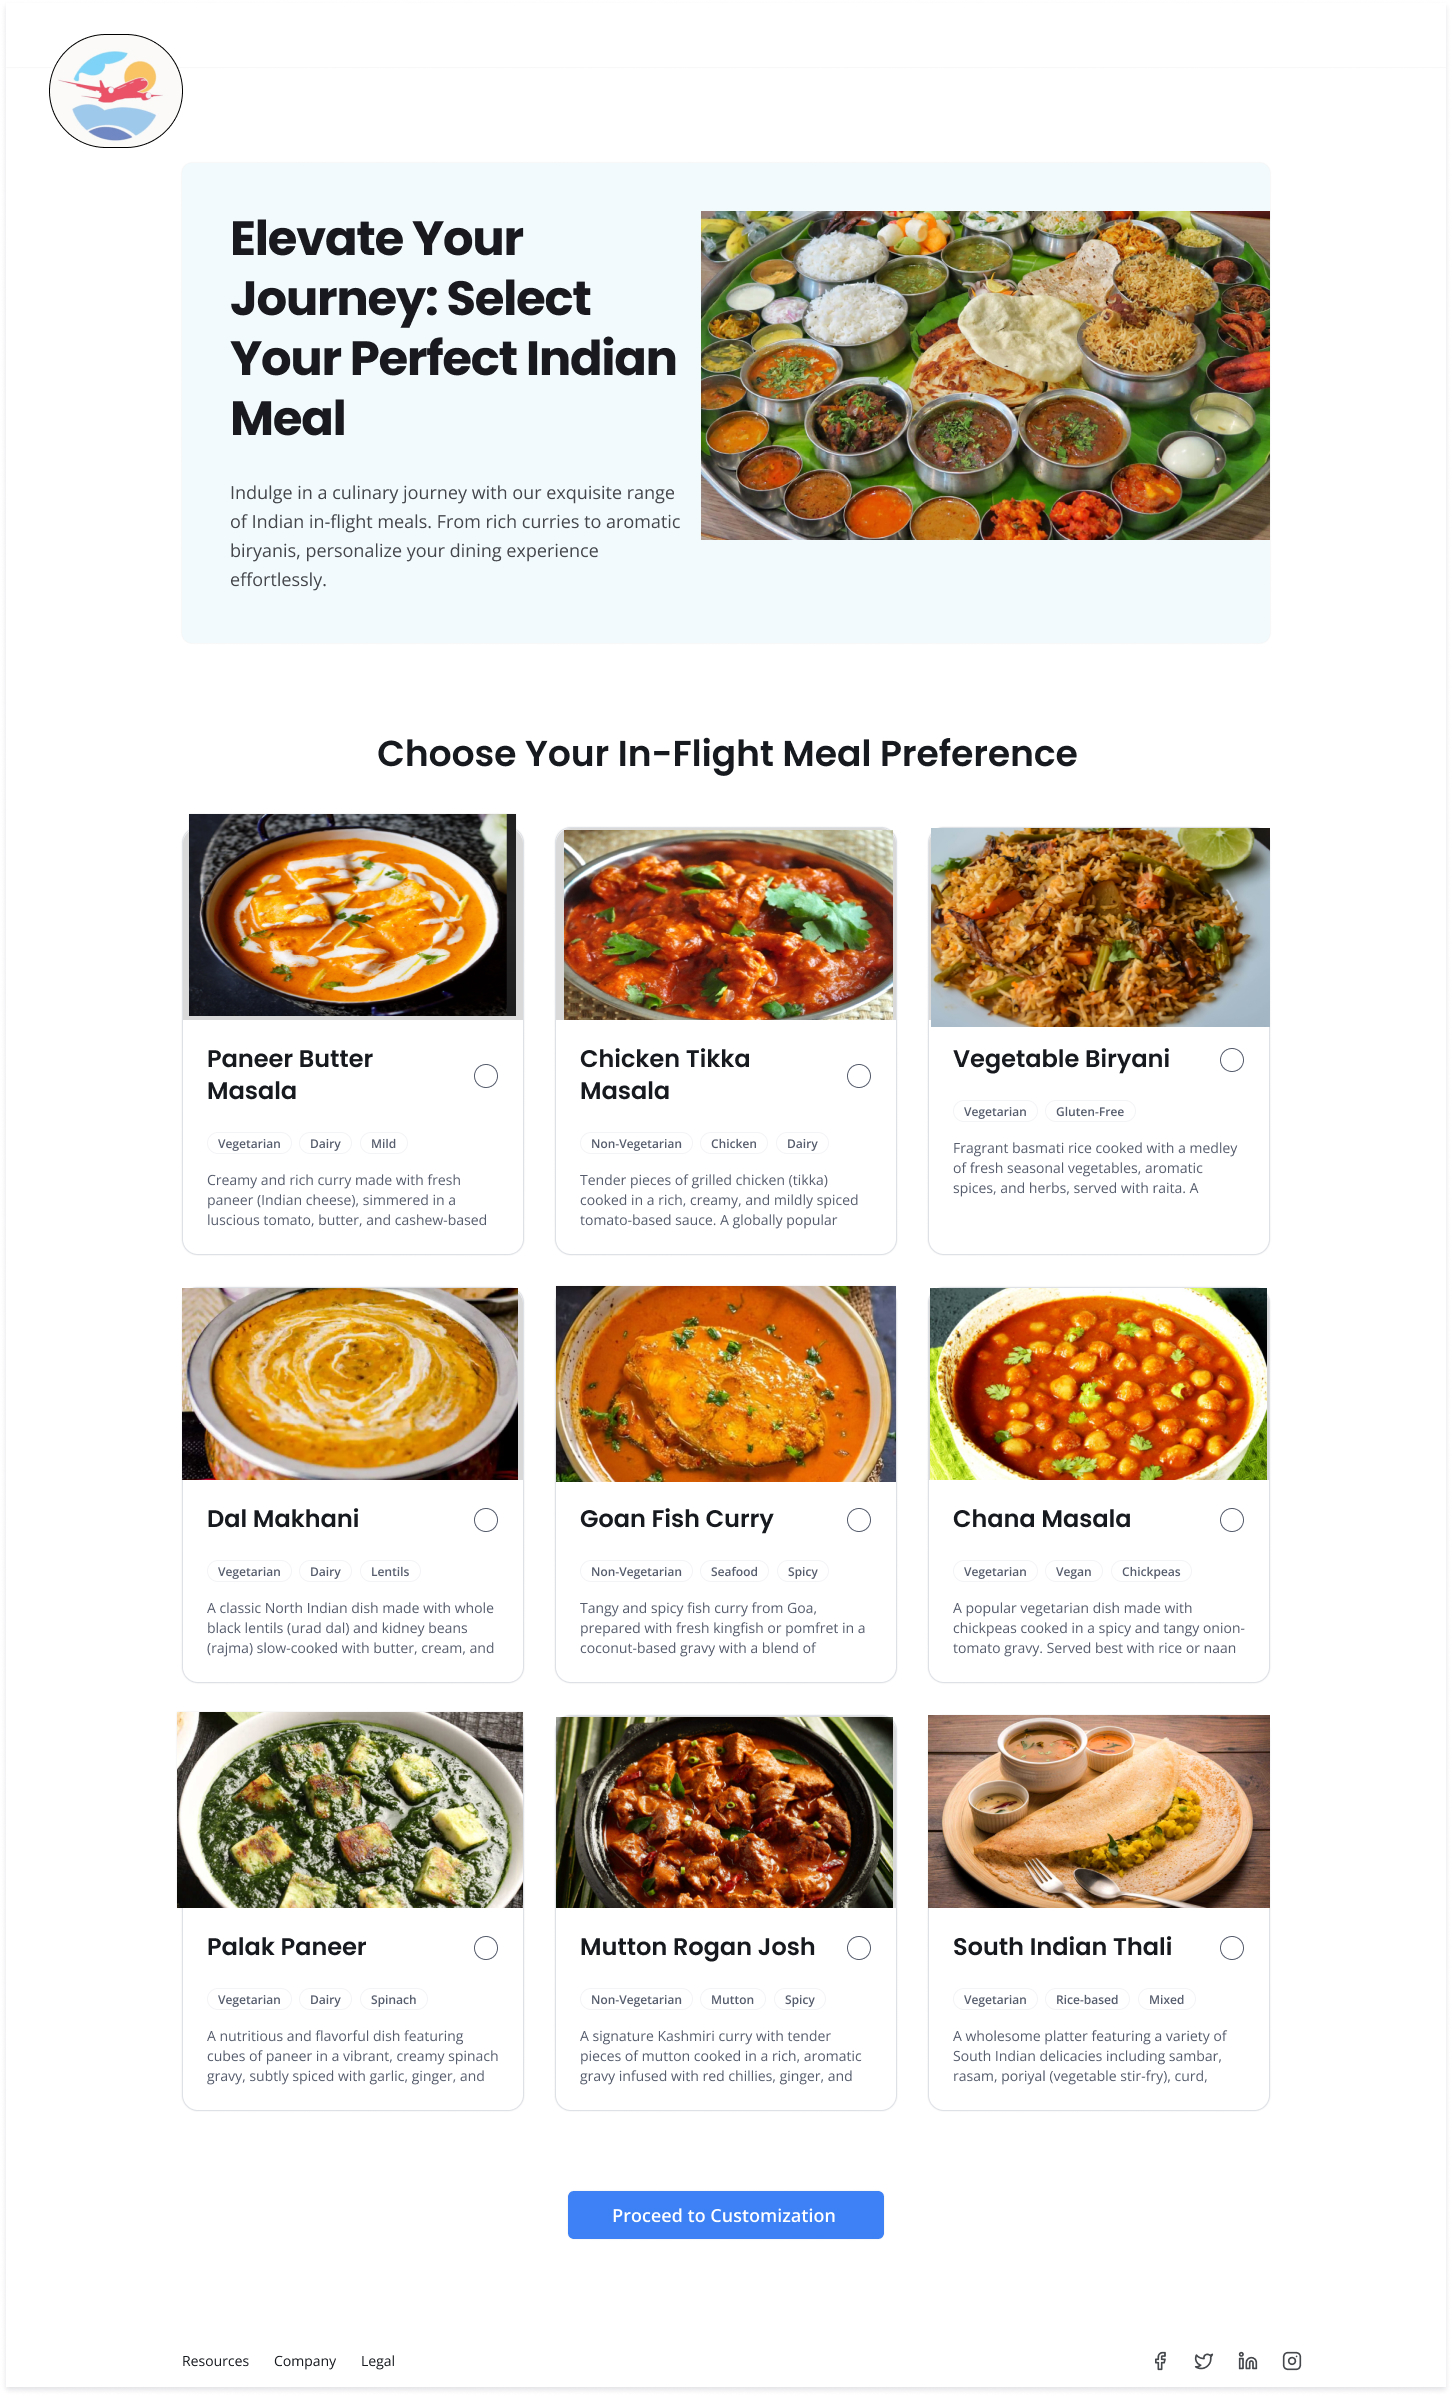 Elevate Your
Journey: Select
Your Perfect Indian
Meal
Indulge in a culinary journey with our exquisite range
of Indian in-flight meals. From rich curries to aromatic
biryanis, personalize your dining experience
effortlessly.
Choose Your In-Flight Meal Preference
Paneer Butter
Masala
Vegetarian Dairy Mild
Creamy and rich curry made with fresh
paneer (Indian cheese), simmered in a
luscious tomato, butter, and cashew-based
Chicken Tikka
Masala
Non-Vegetarian Chicken Dairy
Tender pieces of grilled chicken (tikka)
cooked in a rich, creamy, and mildly spiced
tomato-based sauce. A globally popular
Vegetable Biryani
Vegetarian Gluten-Free
Fragrant basmati rice cooked with a medley
of fresh seasonal vegetables, aromatic
spices, and herbs, served with raita. A
Dal Makhani
Vegetarian Dairy Lentils
A classic North Indian dish made with whole
black lentils (urad dal) and kidney beans
(rajma) slow-cooked with butter, cream, and
Goan Fish Curry
Non-Vegetarian Seafood Spicy
Tangy and spicy fish curry from Goa,
prepared with fresh kingfish or pomfret in a
coconut-based gravy with a blend of
Chana Masala
Vegetarian Vegan Chickpeas
A popular vegetarian dish made with
chickpeas cooked in a spicy and tangy onion-
tomato gravy. Served best with rice or naan
Palak Paneer
Vegetarian Dairy Spinach
A nutritious and flavorful dish featuring
cubes of paneer in a vibrant, creamy spinach
gravy, subtly spiced with garlic, ginger, and
Mutton Rogan Josh
Non-Vegetarian Mutton Spicy
A signature Kashmiri curry with tender
pieces of mutton cooked in a rich, aromatic
gravy infused with red chillies, ginger, and
South Indian Thali
Vegetarian Rice-based Mixed
A wholesome platter featuring a variety of
South Indian delicacies including sambar,
rasam, poriyal (vegetable stir-fry), curd,
Proceed to Customization
Resources Company Legal